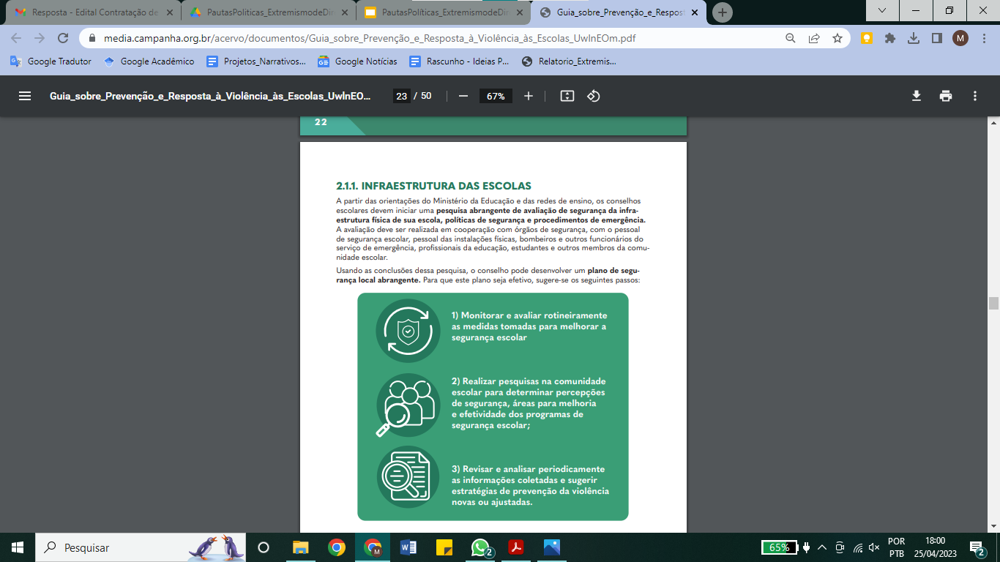 Resposta - Edital Contratação de
PautasPoliticas_ExtremismodeDir
PautasPolíticas_ExtremismodeDir
Guia_sobre_Prevenção_e_Respost
media.campanha.org.br/acervo/documentos/Guia_sobre_Prevenção_e_Resposta_à_Violência_às_Escolas_UwlnEOm.pdf
M
Google Tradutor
Google Acadêmico
Projetos_Narrativos...
Google Notícias
Rascunho - Ideias P...
Relatorio_Extremis...
Guia_sobre_Prevenção_e_Resposta_à_Violência_às_Escolas_UwlnEO...
23 / 50
67%
22
2.1.1. INFRAESTRUTURA DAS ESCOLAS
A partir das orientações do Ministério da Educação e das redes de ensino, os conselhos
escolares devem iniciar uma pesquisa abrangente de avaliação de segurança da infra-
estrutura física de sua escola, políticas de segurança e procedimentos de emergência.
A avaliação deve ser realizada em cooperação com órgãos de segurança, com o pessoal
de segurança escolar, pessoal das instalações físicas, bombeiros e outros funcionários do
serviço de emergência, profissionais da educação, estudantes e outros membros da comu-
nidade escolar.
Usando as conclusões dessa pesquisa, o conselho pode desenvolver um plano de segu-
rança local abrangente. Para que este plano seja efetivo, sugere-se os seguintes passos:
1) Monitorar e avaliar rotineiramente
as medidas tomadas para melhorar a
segurança escolar
2) Realizar pesquisas na comunidade
escolar para determinar percepções
de segurança, áreas para melhoria
e efetividade dos programas de
segurança escolar;
3) Revisar e analisar periodicamente
as informações coletadas e sugerir
estratégias de prevenção da violência
novas ou ajustadas.
Pesquisar
M
W
2
65%
POR
PTB
18:00
25/04/2023
2